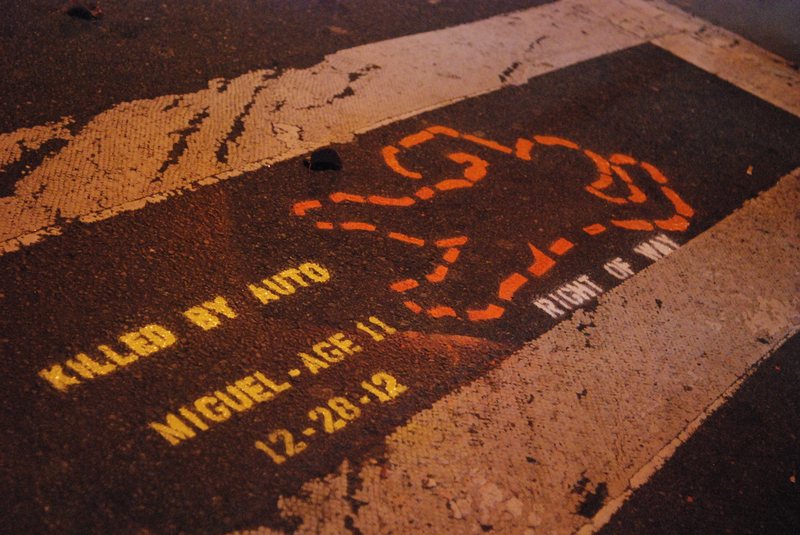 KILLED BY AUTO
MIGUEL-AGE 11
12-28-12
RIGHT OF WAY